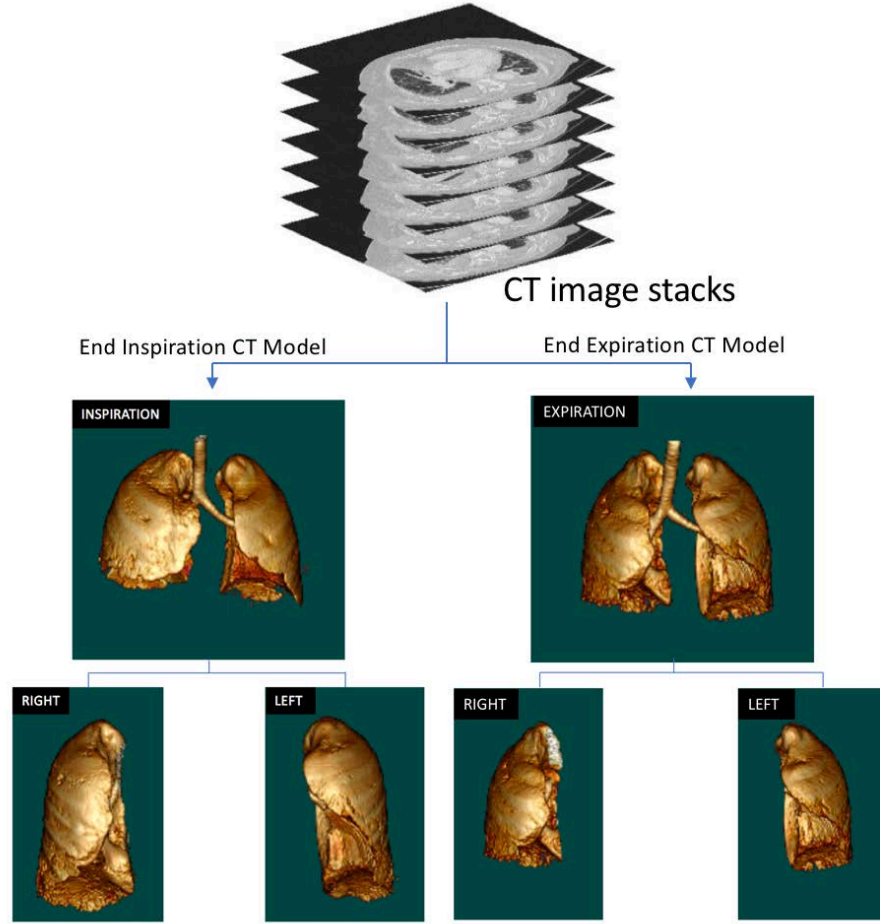 CT image stacks
End Inspiration CT Model
End Expiration CT Model
INSPIRATION
EXPIRATION
RIGHT
LEFT
RIGHT
LEFT